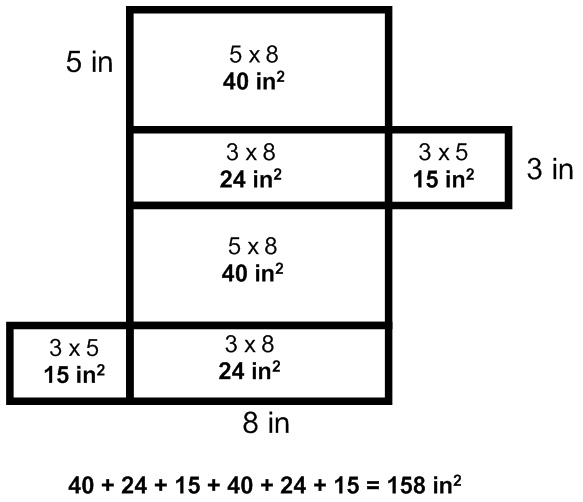 5 x 8
5 in
40 in²
3 x 8
24 in²
3 x 5
15 in²
3 in
5 x 8
40 in²
3 x 5
15 in²
3 x 8
24 in²
8 in
40 + 24 + 15 + 40 + 24 + 15 = 158 in²